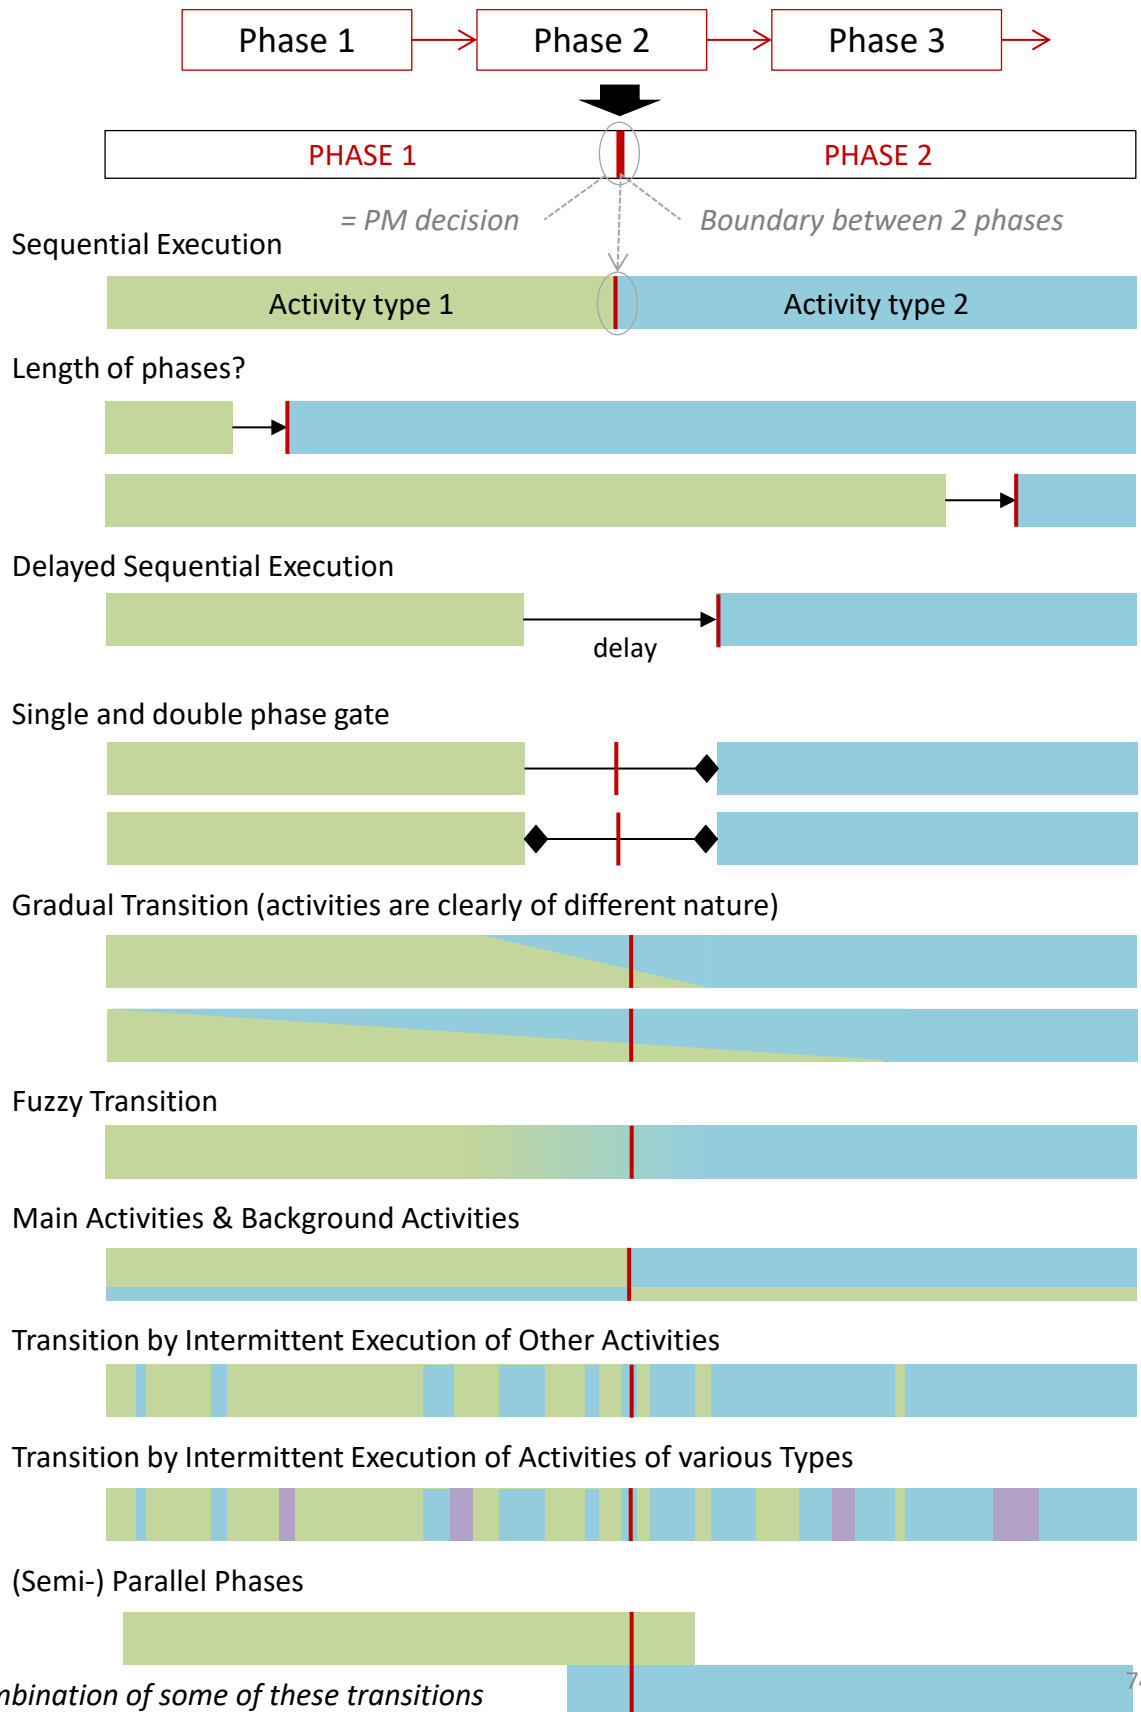 Phase 1
Phase 2
Phase 3
PHASE 1
PHASE 2
= PM decision
Boundary between 2 phases
Sequential Execution
Activity type 1
Activity type 2
Length of phases?
Delayed Sequential Execution
delay
Single and double phase gate
Gradual Transition (activities are clearly of different nature)
Fuzzy Transition
Main Activities & Background Activities
Transition by Intermittent Execution of Other Activities
Transition by Intermittent Execution of Activities of various Types
(Semi-) Parallel Phases
of some of these transitions